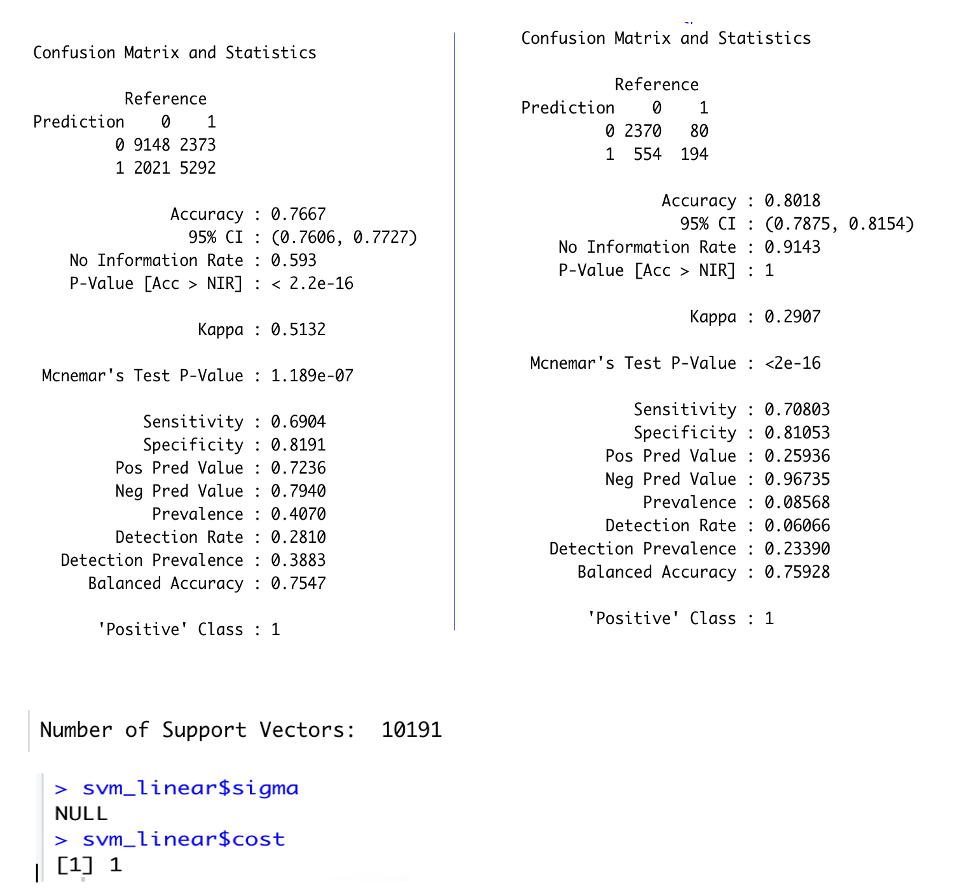 Confusion Matrix and Statistics
Reference
Prediction 0 1
0 9148 2373
1 2021 5292
Accuracy : 0.7667
95% CI : (0.7606, 0.7727)
No Information Rate : 0.593
P-Value [Acc > NIR] : < 2.2e-16
Kappa : 0.5132
Mcnemar's Test P-Value : 1.189e-07
Sensitivity : 0.6904
Specificity : 0.8191
Pos Pred Value : 0.7236
Neg Pred Value : 0.7940
Prevalence : 0.4070
Detection Rate : 0.2810
Detection Prevalence : 0.3883
Balanced Accuracy : 0.7547
'Positive' Class : 1
Confusion Matrix and Statistics
Reference
Prediction 0 1
0 2370 80
1 554 194
Accuracy : 0.8018
95% CI : (0.7875, 0.8154)
No Information Rate : 0.9143
P-Value [Acc > NIR] : 1
Kappa : 0.2907
Mcnemar's Test P-Value : <2e-16
Sensitivity : 0.70803
Specificity : 0.81053
Pos Pred Value : 0.25936
Neg Pred Value : 0.96735
Prevalence : 0.08568
Detection Rate : 0.06066
Detection Prevalence : 0.23390
Balanced Accuracy : 0.75928
'Positive' Class : 1
Number of Support Vectors: 10191
> svm_linear$sigma
NULL
> svm_linear$cost
[1] 1